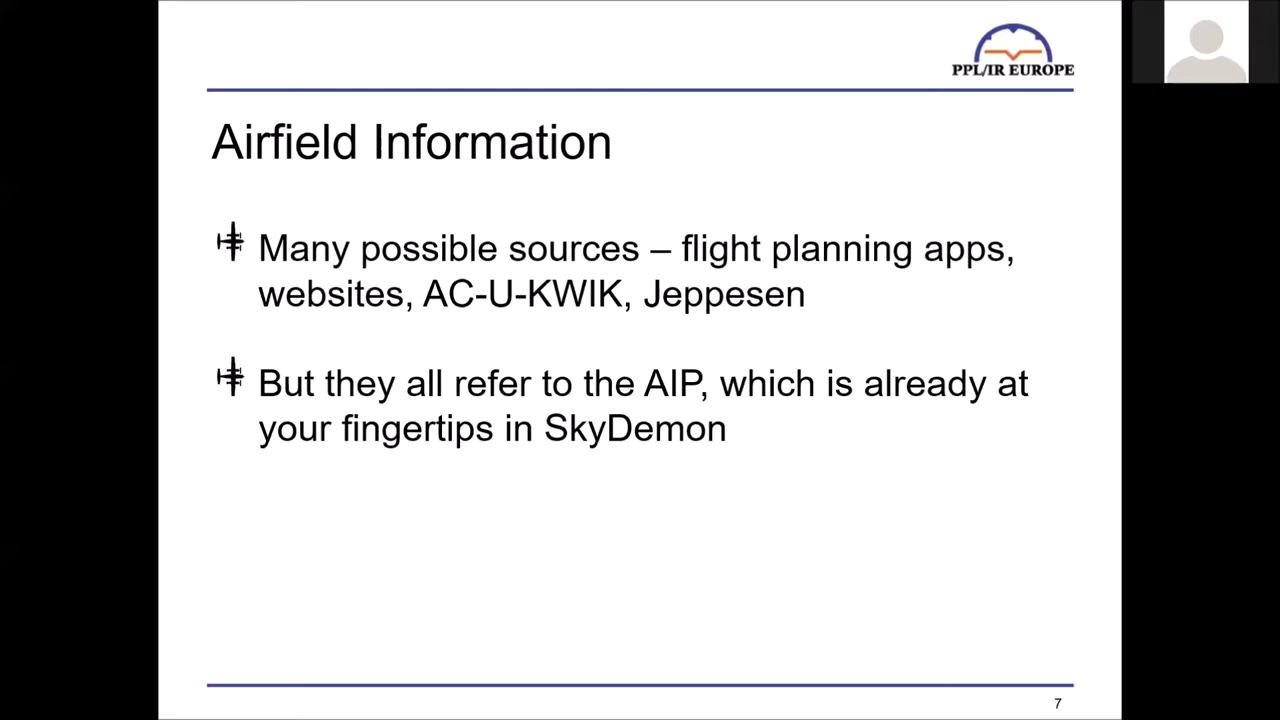 PPL/IR EUROPE
Airfield Information
Many possible sources – flight planning apps,
websites, AC-U-KWIK, Jeppesen
But they all refer to the AIP, which is already at
your fingertips in SkyDemon
7